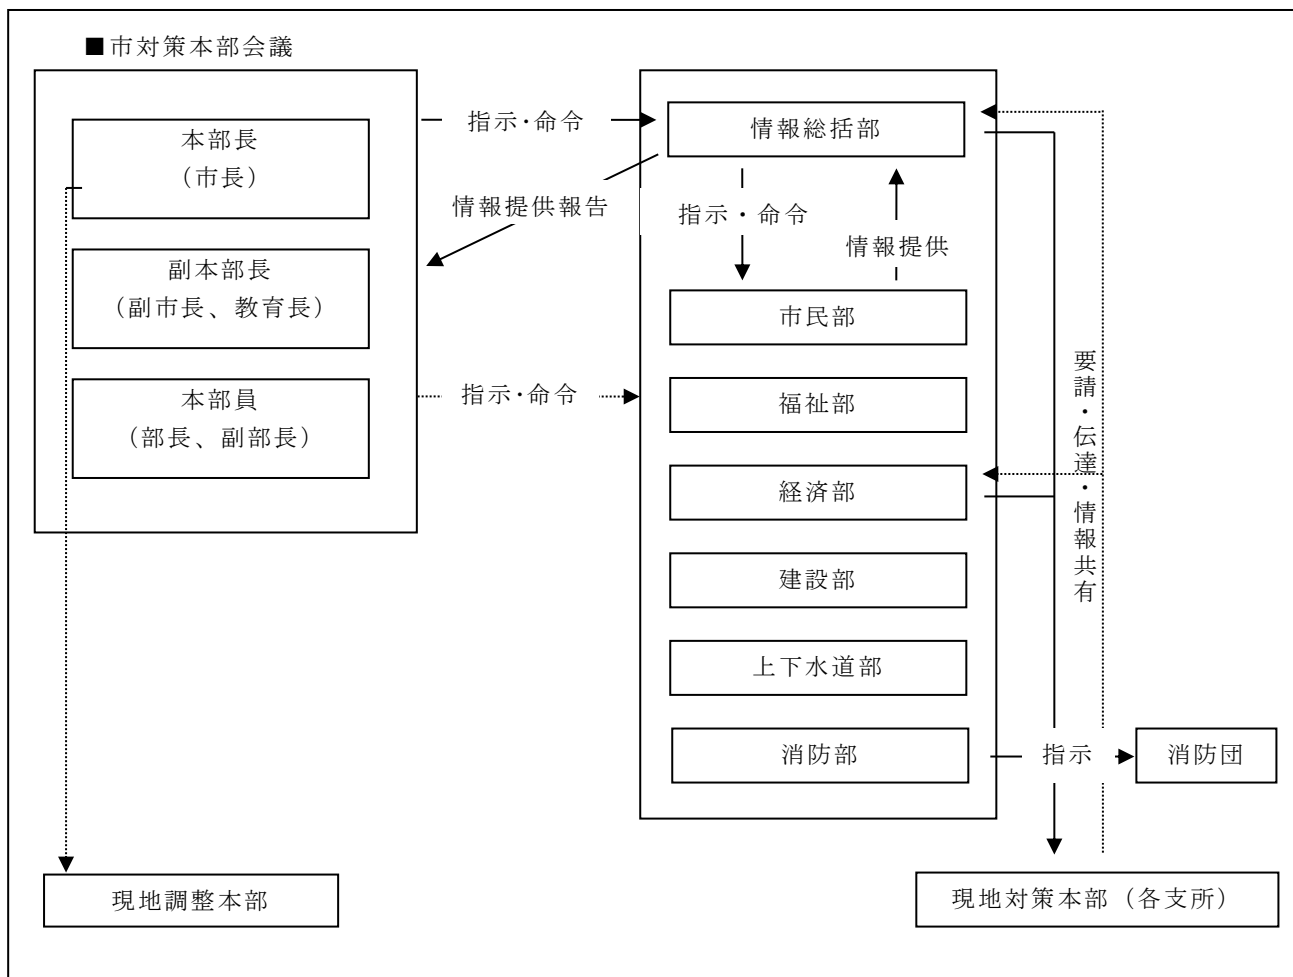 ■市対策本部会議
本部長
（市長）
副本部長
（副市長、教育長）
本部員
（部長、副部長）
指示・命令
情報提供報告
指示・命令
情報総括部
指示・命令
情報提供
市民部
福祉部
経済部
建設部
上下水道部
消防部
要請・伝達・情報共有
指示
消防団
現地調整本部
現地対策本部（各支所）